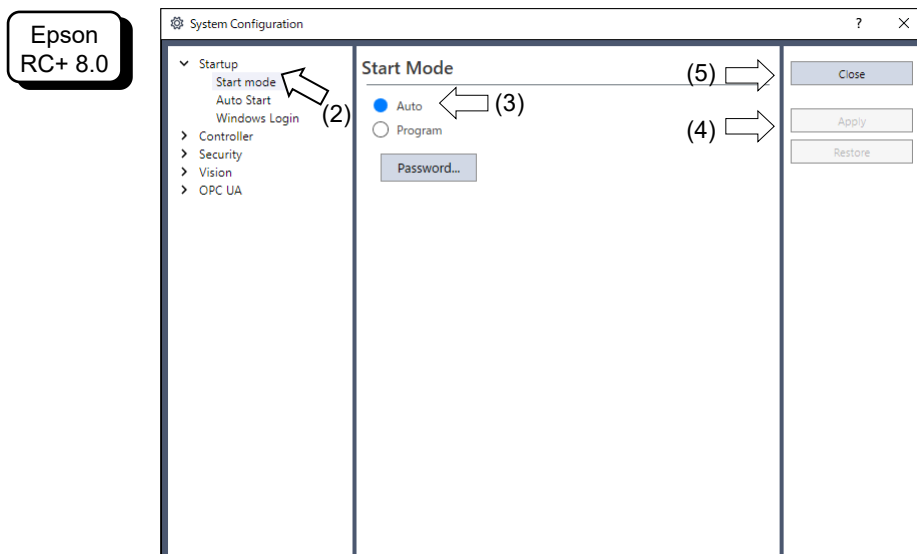 Epson
RC+ 8.0
System Configuration
?
Startup
Start mode
Auto Start
Windows Login
Controller
Security
Vision
OPC UA
(2)
Start Mode
Auto
(3)
Program
Password...
(5)
Close
(4)
Apply
Restore